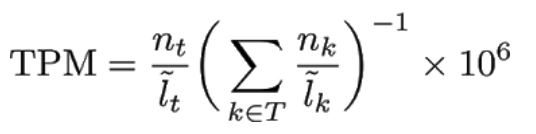 TPM = \frac{n_t}{\tilde{l}_t} \left( \sum_{k \in T} \frac{n_k}{\tilde{l}_k} \right)^{-1} \times 10^6